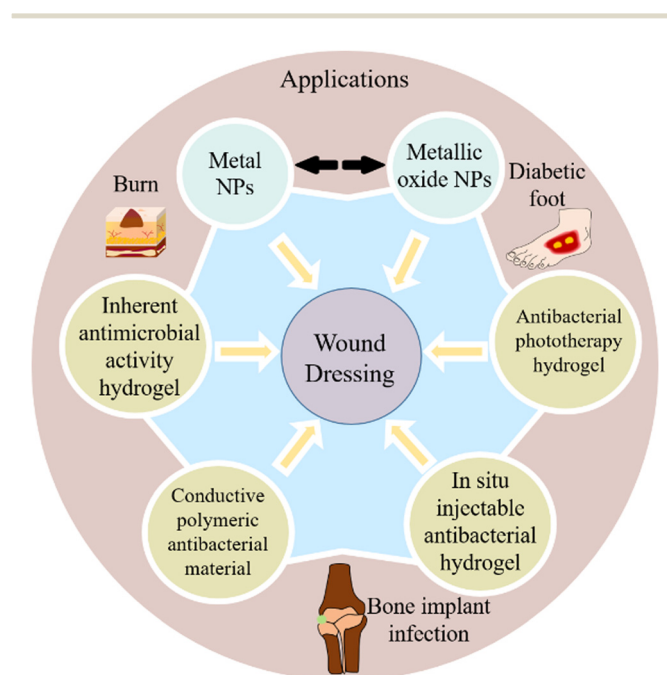 Applications
Metal
NPs
Metallic
oxide NPs
Burn
Diabetic
foot
Inherent
antimicrobial
activity
hydrogel
Wound
Dressing
Antibacterial
phototherapy
hydrogel
Conductive
polymeric
antibacterial
material
In situ
injectable
antibacterial
hydrogel
Bone implant
infection